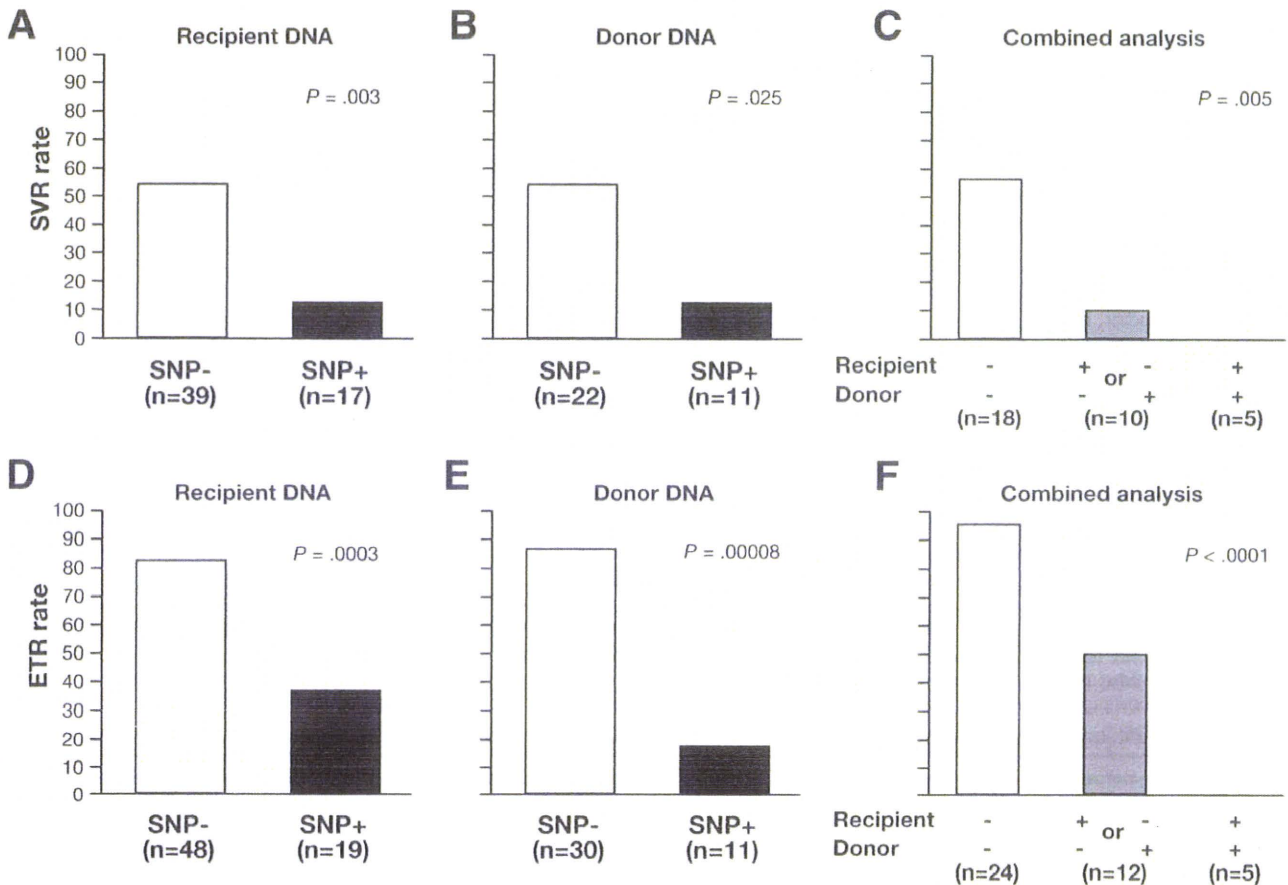 A
Recipient DNA
P = .003
SVR rate
100
90
80
70
60
50
40
30
20
10
0
SNP-
SNP+
(n=39)
(n=17)
B
Donor DNA
P = .025
SNP-
SNP+
(n=22)
(n=11)
C
Combined analysis
P = .005
Recipient - + or - +
Donor - - + +
(n=18) (n=10) (n=5)
D
Recipient DNA
P = .0003
ETR rate
100
90
80
70
60
50
40
30
20
10
0
SNP-
SNP+
(n=48)
(n=19)
E
Donor DNA
P = .00008
SNP-
SNP+
(n=30)
(n=11)
F
Combined analysis
P < .0001
Recipient - + or - +
Donor - - + +
(n=24) (n=12) (n=5)